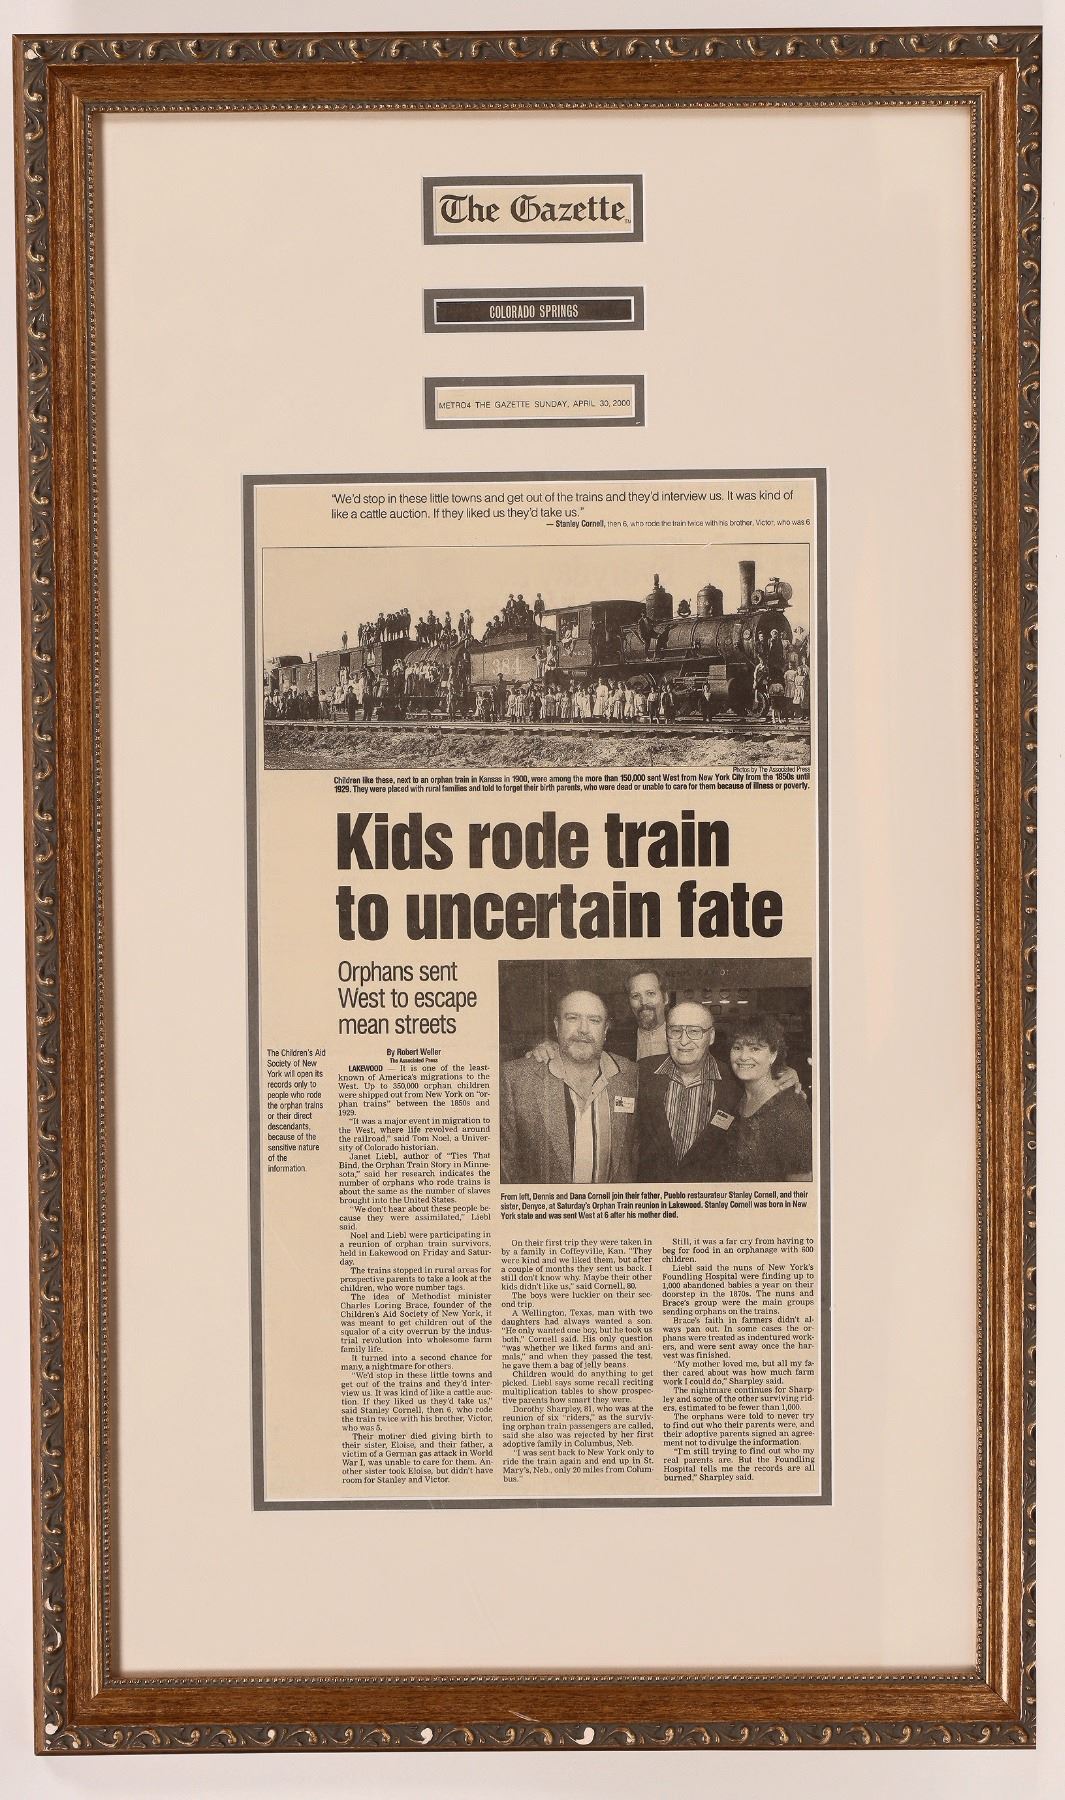 The Gazette
TM
COLORADO SPRINGS
METRO4 THE GAZETTE SUNDAY, APRIL 30, 2000
"We'd stop in these little towns and get out of the trains and they'd interview us. It was kind of
like a cattle auction. If they liked us they'd take us."
— Stanley Cornell, then 6, who rode the train twice with his brother, Victor, who was 6
384
Photos by The Associated Press
Children like these, next to an orphan train in Kansas in 1900, were among the more than 150,000 sent West from New York City from the 1850s until
1929. They were placed with rural families and told to forget their birth parents, who were dead or unable to care for them because of illness or poverty.
Kids rode train
to uncertain fate
Orphans sent
West to escape
mean streets
The Children's Aid
Society of New
York will open its
records only to
people who rode
the orphan trains
or their direct
descendants,
because of the
sensitive nature
of the
information.
By Robert Weller
The Associated Press
LAKEWOOD — It is one of the least-
known of America's migrations to the
West. Up to 350,000 orphan children
were shipped out from New York on "or-
phan trains" between the 1850s and
1929.
"It was a major event in migration to
the West, where life revolved around
the railroad," said Tom Noel, a Univer-
sity of Colorado historian.
Janet Liebl, author of "Ties That
Bind, the Orphan Train Story in Minne-
sota," said her research indicates the
number of orphans who rode trains is
about the same as the number of slaves
brought into the United States.
"We don't hear about these people be-
cause they were assimilated," Liebl
said.
Noel and Liebl were participating in
a reunion of orphan train survivors,
held in Lakewood on Friday and Satur-
day.
The trains stopped in rural areas for
prospective parents to take a look at the
children, who wore number tags.
The idea of Methodist minister
Charles Loring Brace, founder of the
Children's Aid Society of New York, it
was meant to get children out of the
squalor of a city overrun by the indus-
trial revolution into wholesome farm
family life.
It turned into a second chance for
many, a nightmare for others.
"We'd stop in these little towns and
get out of the trains and they'd inter-
view us. It was kind of like a cattle auc-
tion. If they liked us they'd take us,"
said Stanley Cornell, then 6, who rode
the train twice with his brother, Victor,
who was 5.
Their mother died giving birth to
their sister, Eloise, and their father, a
victim of a German gas attack in World
War I, was unable to care for them. An-
other sister took Eloise, but didn't have
room for Stanley and Victor.
From left, Dennis and Dana Cornell join their father, Pueblo restaurateur Stanley Cornell, and their
sister, Denyce, at Saturday's Orphan Train reunion in Lakewood. Stanley Cornell was born in New
York state and was sent West at 6 after his mother died.
On their first trip they were taken in
by a family in Coffeyville, Kan. "They
were kind and we liked them, but after
a couple of months they sent us back. I
still don't know why. Maybe their other
kids didn't like us," said Cornell, 80.
The boys were luckier on their sec-
ond trip.
A Wellington, Texas, man with two
daughters had always wanted a son.
"He only wanted one boy, but he took us
both," Cornell said. His only question
"was whether we liked farms and ani-
mals," and when they passed the test,
he gave them a bag of jelly beans.
Children would do anything to get
picked. Liebl says some recall reciting
multiplication tables to show prospec-
tive parents how smart they were.
Dorothy Sharpley, 81, who was at the
reunion of six "riders," as the surviv-
ing orphan train passengers are called,
said she also was rejected by her first
adoptive family in Columbus, Neb.
"I was sent back to New York only to
ride the train again and end up in St.
Mary's, Neb., only 20 miles from Colum-
bus."
Still, it was a far cry from having to
beg for food in an orphanage with 600
children.
Liebl said the nuns of New York's
Foundling Hospital were finding up to
1,000 abandoned babies a year on their
doorstep in the 1870s. The nuns and
Brace's group were the main groups
sending orphans on the trains.
Brace's faith in farmers didn't al-
ways pan out. In some cases the or-
phans were treated as indentured work-
ers, and were sent away once the har-
vest was finished.
"My mother loved me, but all my fa-
ther cared about was how much farm
work I could do," Sharpley said.
The nightmare continues for Sharp-
ley and some of the other surviving rid-
ers, estimated to be fewer than 1,000.
The orphans were told to never try
to find out who their parents were, and
their adoptive parents signed an agree-
ment not to divulge the information.
"I'm still trying to find out who my
real parents are. But the Foundling
Hospital tells me the records are all
burned," Sharpley said.